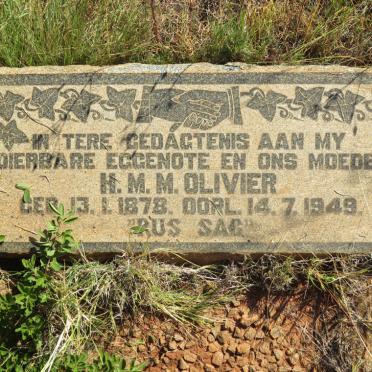 IN TERE GEDAGTENIS AAN MY
DIERBARE EGGENOTE EN ONS MOEDER
H.M.M. OLIVIER
GEB. 13.1.1878. OORL. 14.7.1949.
RUS SAG